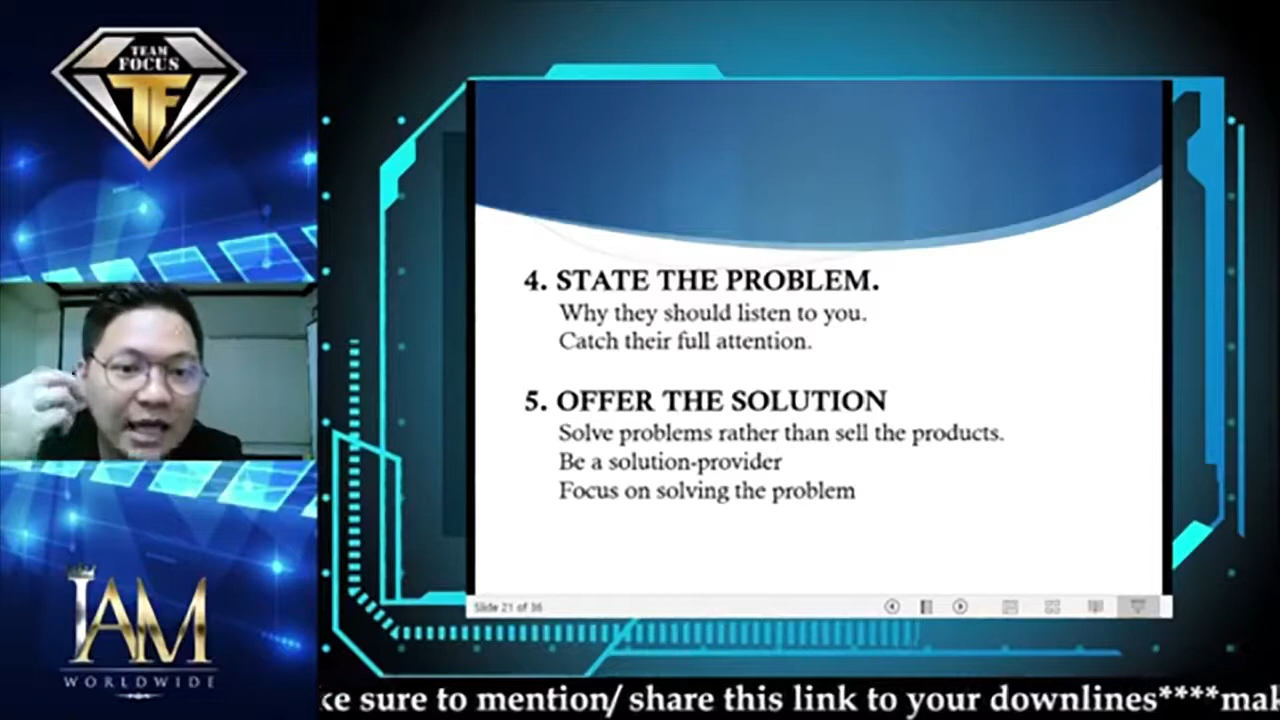 TEAM
FOCUS
TF
4. STATE THE PROBLEM.
Why they should listen to you.
Catch their full attention.
5. OFFER THE SOLUTION
Solve problems rather than sell the products.
Be a solution-provider
Focus on solving the problem
Slide 21 of 36
IAM
WORLDWIDE
ke sure to mention/ share this link to your downlines****mak